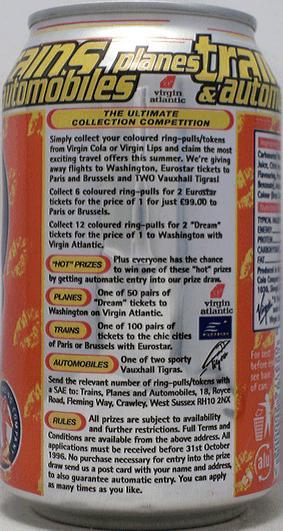 trains planes trai
automobiles & autom
virgin
atlantic
THE ULTIMATE
COLLECTION COMPETITION
Simply collect your coloured ring-pulls/tokens
from Virgin Cola or Virgin Lips and claim the most
exciting travel offers this summer. We're giving
away flights to Washington, Eurostar tickets to
Paris and Brussels and TWO Vauxhall Tigras!
Collect 6 coloured ring-pulls for 2 Eurostar
tickets for the price of 1 for just £99.00 to
Paris or Brussels.
Collect 12 coloured ring-pulls for 2 "Dream"
tickets for the price of 1 to Washington with
Virgin Atlantic.
"HOT" PRIZES Plus everyone has the chance
to win one of these "hot" prizes
by getting automatic entry into our prize draw.
PLANES One of 50 pairs of
"Dream" tickets to
Washington on Virgin Atlantic.
virgin
atlantic
TRAINS One of 100 pairs of
tickets to the chic cities
of Paris or Brussels with Eurostar.
AUTOMOBILES One of two sporty
Vauxhall Tigras.
Tigra
Send the relevant number of ring-pulls/tokens with
a SAE to: Trains, Planes and Automobiles, 18, Royce
Road, Fleming Way, Crawley, West Sussex RH10 2NX
RULES All prizes are subject to availability
and further restrictions. Full Terms and
Conditions are available from the above address. All
applications must be received before 31st October
1996. No purchase necessary for entry into the prize
draw send us a post card with your name and address,
to also guarantee automatic entry. You can apply
as many times as you like.
For best
before
see base
of can
alu